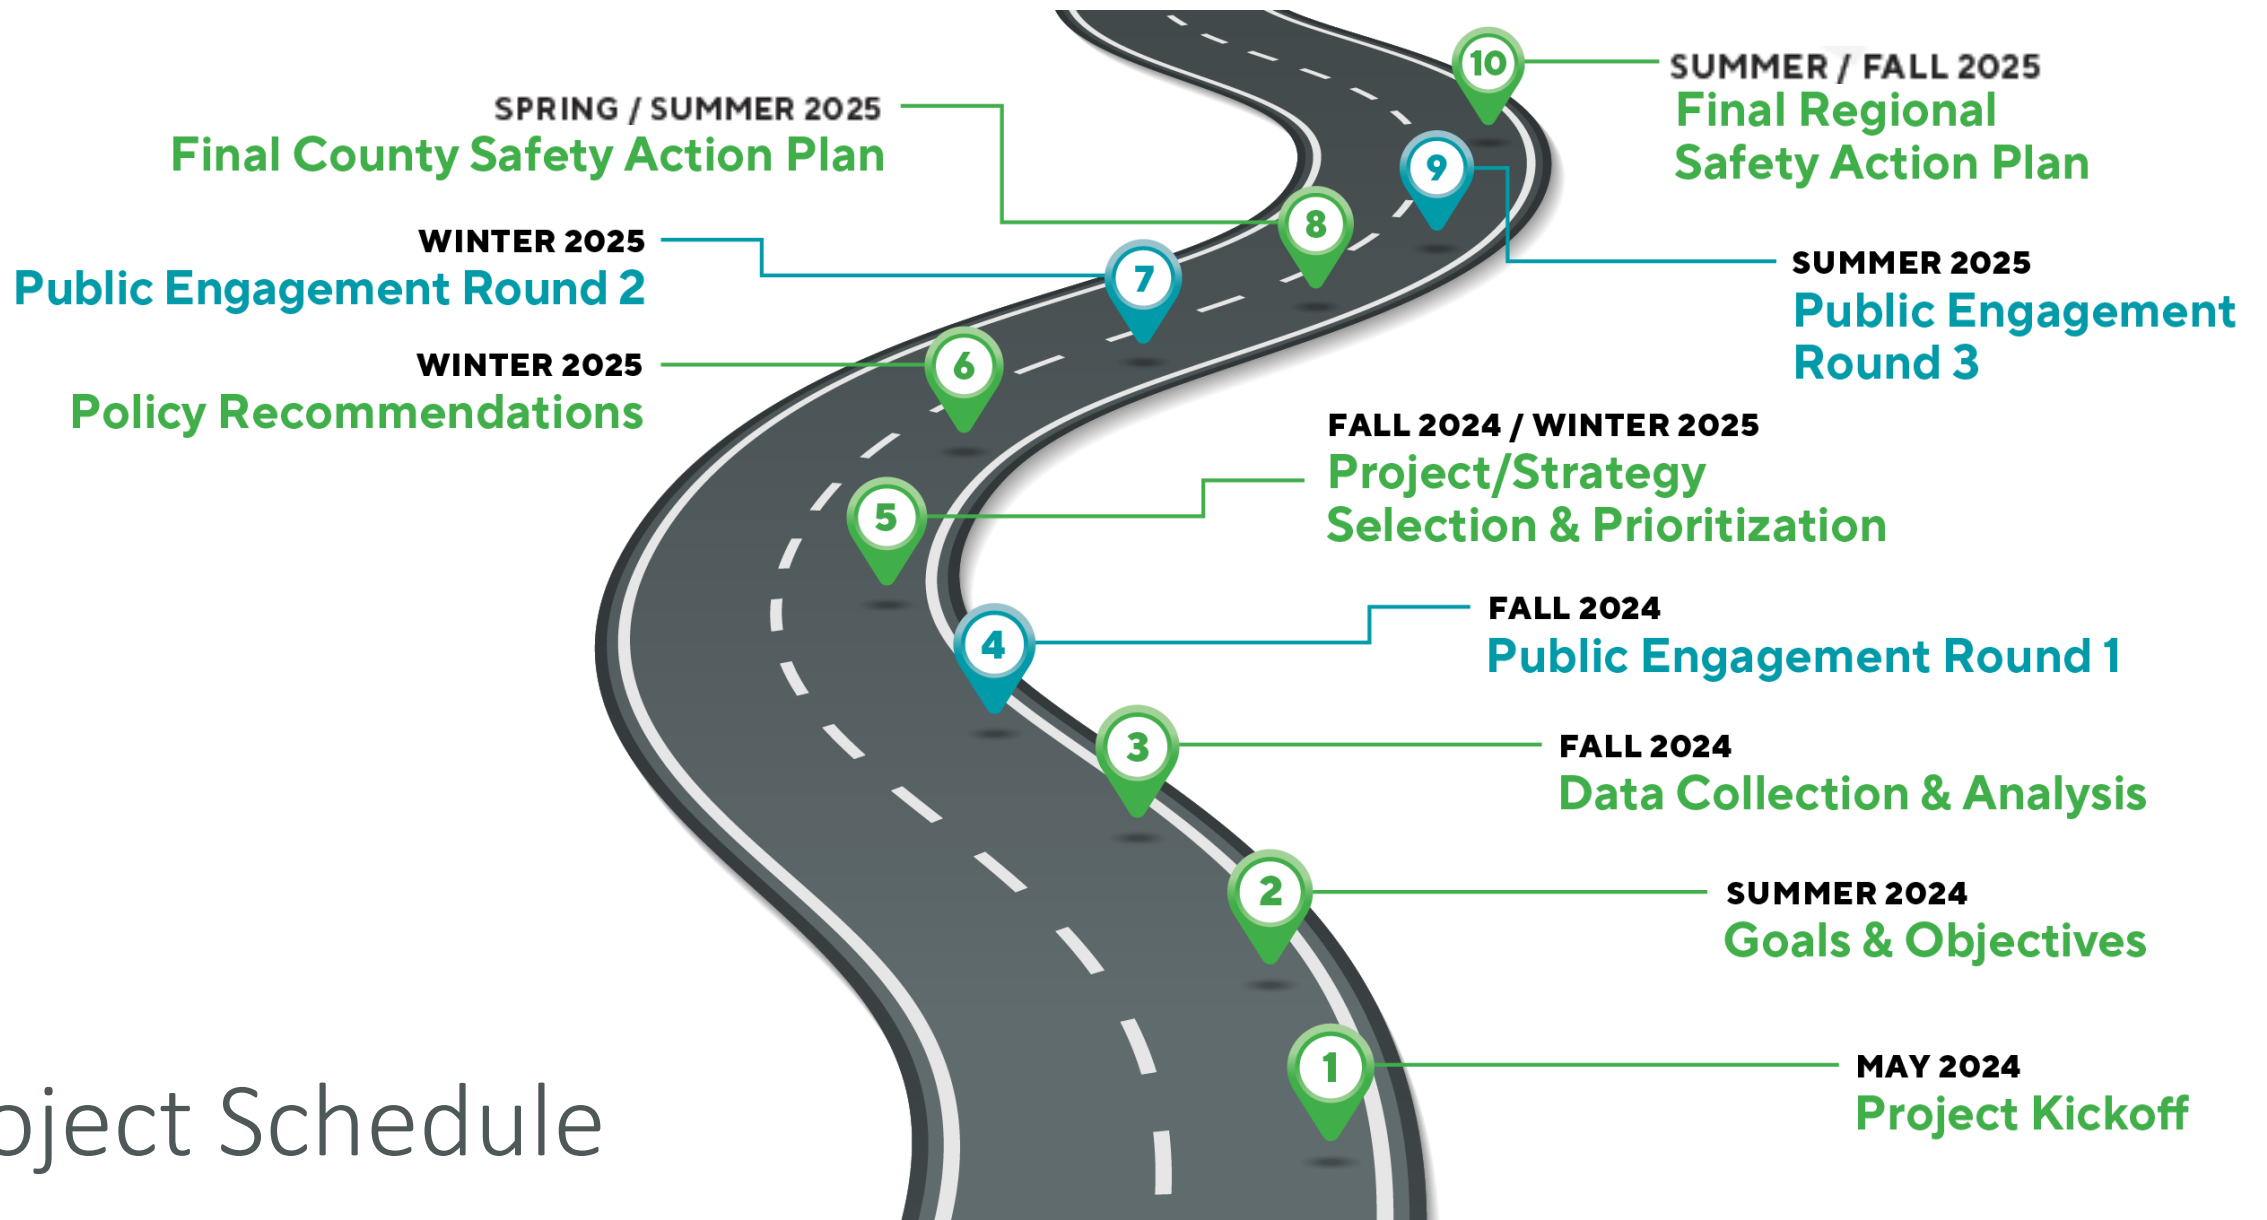 10
SUMMER / FALL 2025
Final Regional
Safety Action Plan
SPRING / SUMMER 2025
Final County Safety Action Plan
9
8
WINTER 2025
Public Engagement Round 2
7
SUMMER 2025
Public Engagement
Round 3
WINTER 2025
Policy Recommendations
6
FALL 2024 / WINTER 2025
Project/Strategy
Selection & Prioritization
5
FALL 2024
Public Engagement Round 1
4
3
FALL 2024
Data Collection & Analysis
2
SUMMER 2024
Goals & Objectives
1
MAY 2024
Project Kickoff
oject Schedule